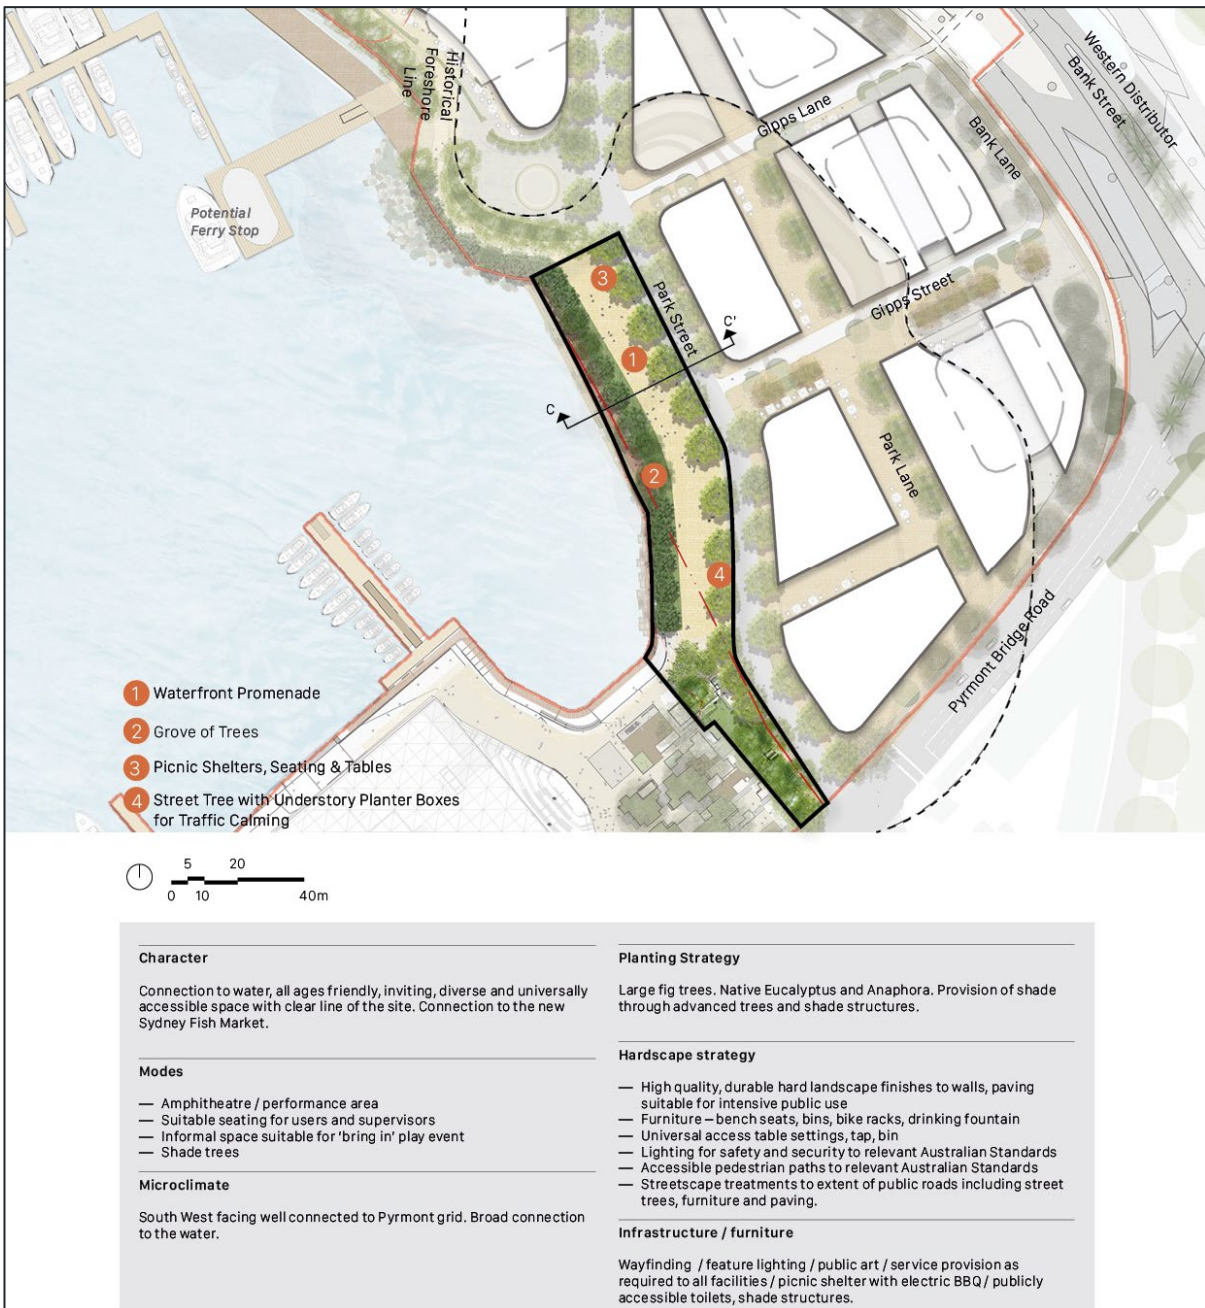 Historical
Foreshore
Line
Western Distributor
Bank Street
Gipps Lane
Bank Lane
Potential
Ferry Stop
3
Park Street
Gipps Street
C'
1
C
2
Park Lane
4
Pyrmont Bridge Road
1 Waterfront Promenade
2 Grove of Trees
3 Picnic Shelters, Seating & Tables
4 Street Tree with Understory Planter Boxes
for Traffic Calming
5 20
0 10 40m
Character
Connection to water, all ages friendly, inviting, diverse and universally
accessible space with clear line of the site. Connection to the new
Sydney Fish Market.
Modes
— Amphitheatre / performance area
— Suitable seating for users and supervisors
— Informal space suitable for ‘bring in’ play event
— Shade trees
Microclimate
South West facing well connected to Pyrmont grid. Broad connection
to the water.
Planting Strategy
Large fig trees. Native Eucalyptus and Anaphora. Provision of shade
through advanced trees and shade structures.
Hardscape strategy
— High quality, durable hard landscape finishes to walls, paving
suitable for intensive public use
— Furniture – bench seats, bins, bike racks, drinking fountain
— Universal access table settings, tap, bin
— Lighting for safety and security to relevant Australian Standards
— Accessible pedestrian paths to relevant Australian Standards
— Streetscape treatments to extent of public roads including street
trees, furniture and paving.
Infrastructure / furniture
Wayfinding / feature lighting / public art / service provision as
required to all facilities / picnic shelter with electric BBQ / publicly
accessible toilets, shade structures.